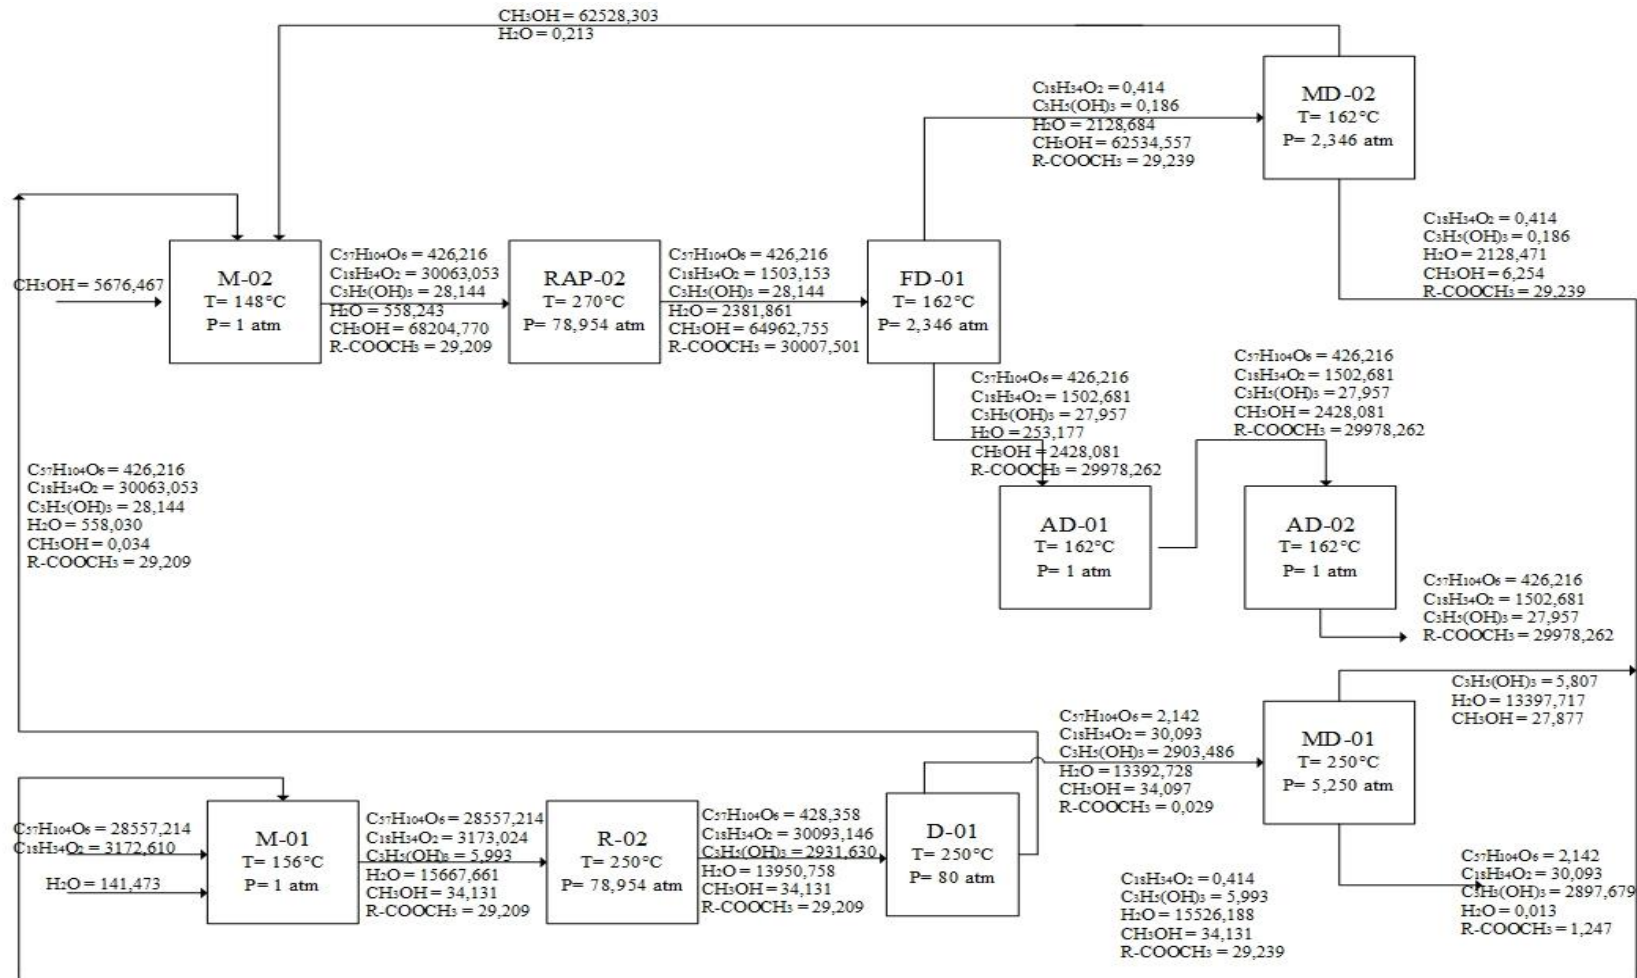 CH₃OH = 62528,303
H₂O = 0,213
MD-02
T= 162°C
P= 2,346 atm
C₁₈H₃₄O₂ = 0,414
C₃H₅(OH)₃ = 0,186
H₂O = 2128,684
CH₃OH = 62534,557
R-COOCH₃ = 29,239
C₁₈H₃₄O₂ = 0,414
C₃H₅(OH)₃ = 0,186
H₂O = 2128,471
CH₃OH = 6,254
R-COOCH₃ = 29,239
CH₃OH = 5676,467
M-02
T= 148°C
P= 1 atm
C₅₇H₁₀₄O₆ = 426,216
C₁₈H₃₄O₂ = 30063,053
C₃H₅(OH)₃ = 28,144
H₂O = 558,243
CH₃OH = 68204,770
R-COOCH₃ = 29,209
RAP-02
T= 270°C
P= 78,954 atm
C₅₇H₁₀₄O₆ = 426,216
C₁₈H₃₄O₂ = 1503,153
C₃H₅(OH)₃ = 28,144
H₂O = 2381,861
CH₃OH = 64962,755
R-COOCH₃ = 30007,501
FD-01
T= 162°C
P= 2,346 atm
C₅₇H₁₀₄O₆ = 426,216
C₁₈H₃₄O₂ = 1502,681
C₃H₅(OH)₃ = 27,957
H₂O = 253,177
CH₃OH = 2428,081
R-COOCH₃ = 29978,262
C₅₇H₁₀₄O₆ = 426,216
C₁₈H₃₄O₂ = 1502,681
C₃H₅(OH)₃ = 27,957
CH₃OH = 2428,081
R-COOCH₃ = 29978,262
C₅₇H₁₀₄O₆ = 426,216
C₁₈H₃₄O₂ = 30063,053
C₃H₅(OH)₃ = 28,144
H₂O = 558,030
CH₃OH = 0,034
R-COOCH₃ = 29,209
AD-01
T= 162°C
P= 1 atm
AD-02
T= 162°C
P= 1 atm
C₅₇H₁₀₄O₆ = 426,216
C₁₈H₃₄O₂ = 1502,681
C₃H₅(OH)₃ = 27,957
R-COOCH₃ = 29978,262
C₃H₅(OH)₃ = 5,807
H₂O = 13397,717
CH₃OH = 27,877
C₅₇H₁₀₄O₆ = 2,142
C₁₈H₃₄O₂ = 30,093
C₃H₅(OH)₃ = 2903,486
H₂O = 13392,728
CH₃OH = 34,097
R-COOCH₃ = 0,029
MD-01
T= 250°C
P= 5,250 atm
C₅₇H₁₀₄O₆ = 28557,214
C₁₈H₃₄O₂ = 3172,610
H₂O = 141,473
M-01
T= 156°C
P= 1 atm
C₅₇H₁₀₄O₆ = 28557,214
C₁₈H₃₄O₂ = 3173,024
C₃H₅(OH)₃ = 5,993
H₂O = 15667,661
CH₃OH = 34,131
R-COOCH₃ = 29,209
R-02
T= 250°C
P= 78,954 atm
C₅₇H₁₀₄O₆ = 428,358
C₁₈H₃₄O₂ = 30093,146
C₃H₅(OH)₃ = 2931,630
H₂O = 13950,758
CH₃OH = 34,131
R-COOCH₃ = 29,209
D-01
T= 250°C
P= 80 atm
C₁₈H₃₄O₂ = 0,414
C₃H₅(OH)₃ = 5,993
H₂O = 15526,188
CH₃OH = 34,131
R-COOCH₃ = 29,239
C₅₇H₁₀₄O₆ = 2,142
C₁₈H₃₄O₂ = 30,093
C₃H₅(OH)₃ = 2897,679
H₂O = 0,013
R-COOCH₃ = 1,247